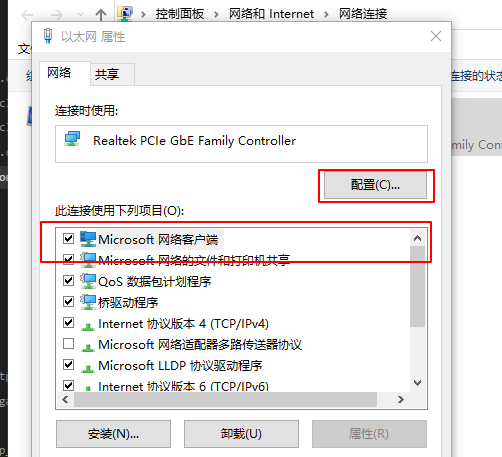 控制面板 › 网络和 Internet › 网络连接
以太网 属性
文
网络
共享
连接的状态
连接时使用:
Realtek PCIe GbE Family Controller
mily Con
配置(C)...
此连接使用下列项目(O):
Microsoft 网络客户端
Microsoft 网络的文件和打印机共享
QoS 数据包计划程序
桥驱动程序
Internet 协议版本 4 (TCP/IPv4)
Microsoft 网络适配器多路传送器协议
Microsoft LLDP 协议驱动程序
Internet 协议版本 6 (TCP/IPv6)
安装(N)...
卸载(U)
属性(R)